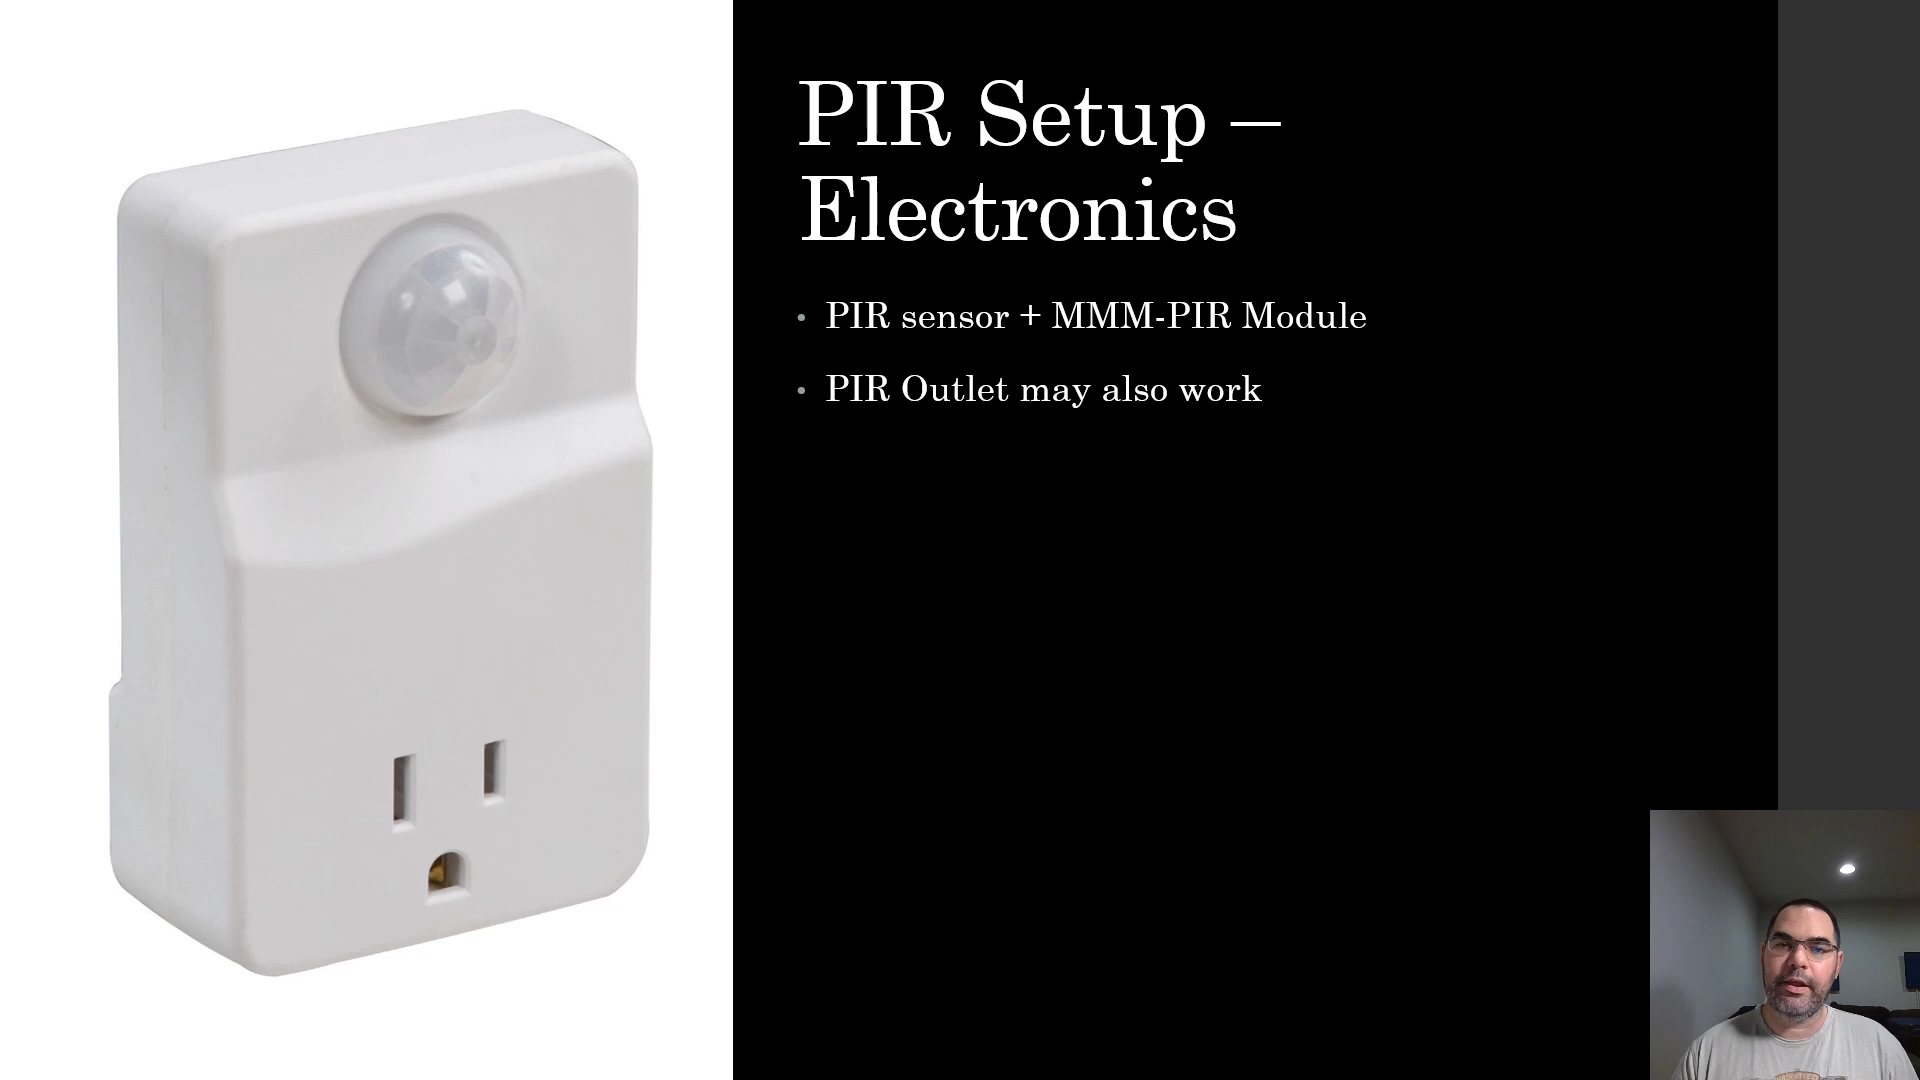 PIR Setup –
Electronics
• PIR sensor + MMM-PIR Module
• PIR Outlet may also work